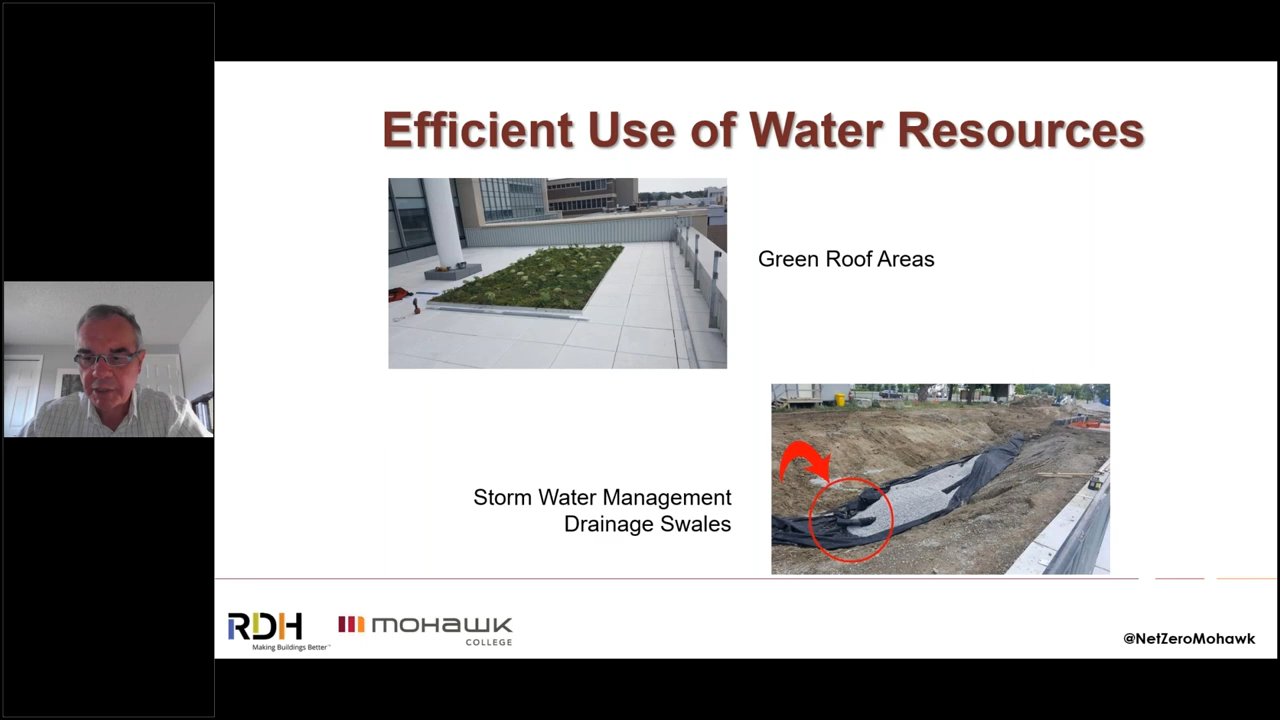 Efficient Use of Water Resources
Green Roof Areas
Storm Water Management
Drainage Swales
RDH
Making Buildings Better™
mohawk
COLLEGE
@NetZeroMohawk